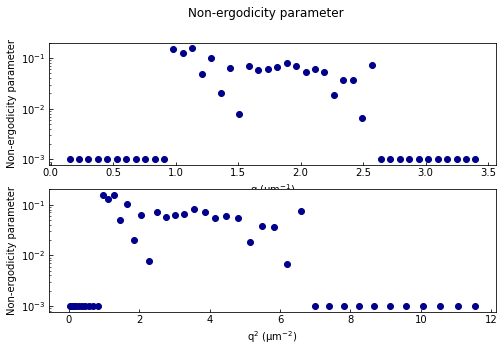 Non-ergodicity parameter
Non-ergodicity parameter
10⁻¹
10⁻²
10⁻³
0.0 0.5 1.0 1.5 2.0 2.5 3.0 3.5
q (μm⁻¹)
Non-ergodicity parameter
10⁻¹
10⁻²
10⁻³
0 2 4 6 8 10 12
q² (μm⁻²)